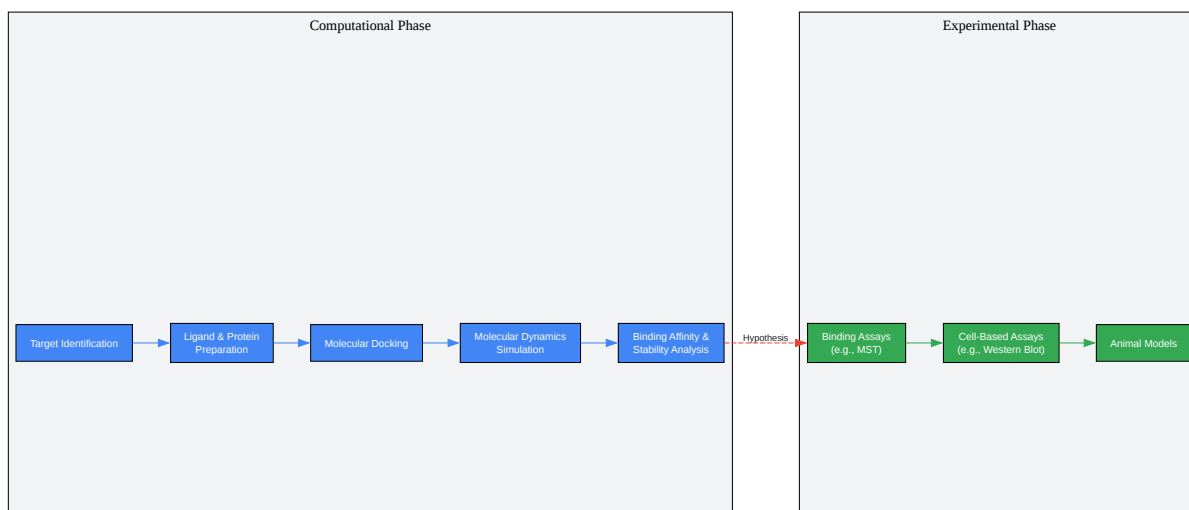 Computational Phase
Experimental Phase
Target Identification
Ligand & Protein
Preparation
Molecular Docking
Molecular Dynamics
Simulation
Binding Affinity &
Stability Analysis
Hypothesis
Binding Assays
(e.g., MST)
Cell-Based Assays
(e.g., Western Blot)
Animal Models